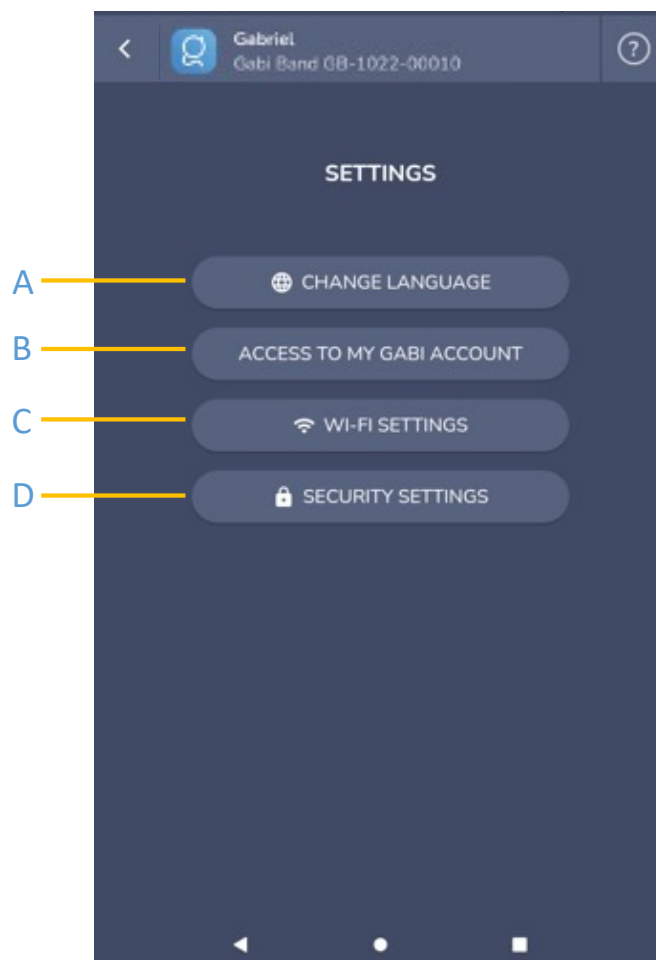 Gabriel
Gabi Band GB-1022-00010
?
SETTINGS
A CHANGE LANGUAGE
B ACCESS TO MY GABI ACCOUNT
C WI-FI SETTINGS
D SECURITY SETTINGS